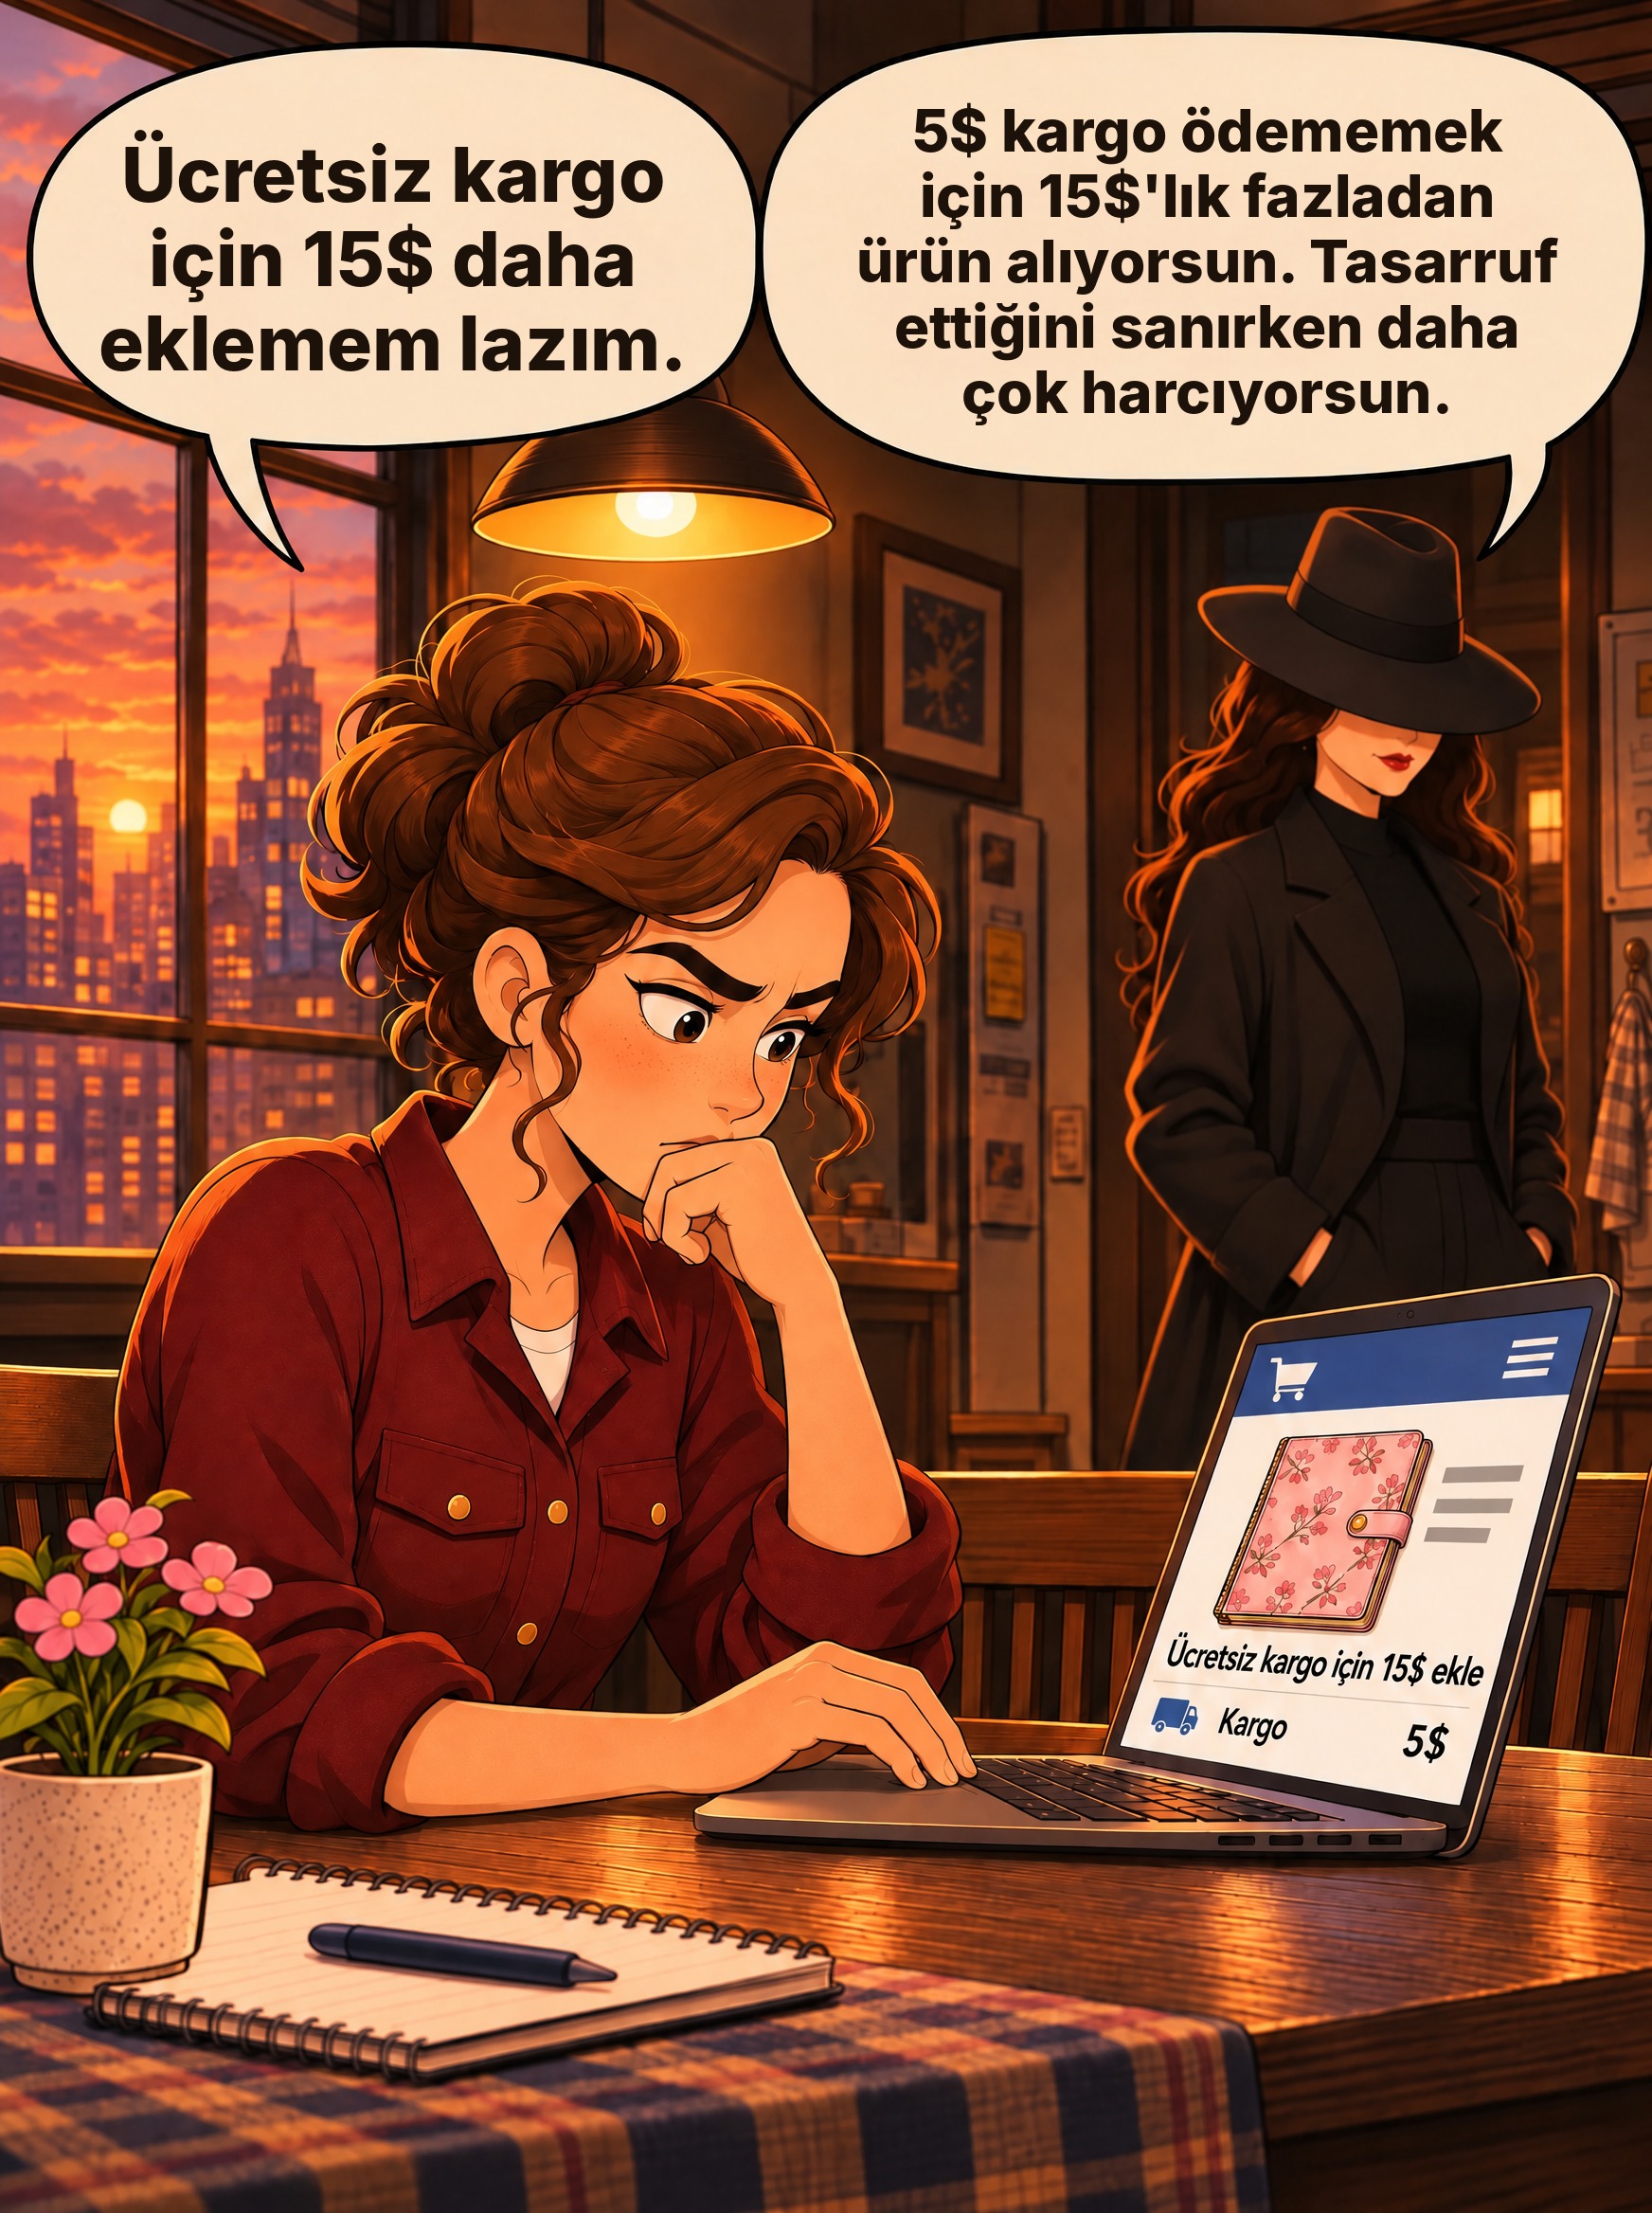 Ücretsiz kargo
için 15$ daha
eklemem lazım.
5$ kargo ödememek
için 15$'lık fazladan
ürün alıyorsun. Tasarruf
ettiğini sanırken daha
çok harcıyorsun.
Ücretsiz kargo için 15$ ekle
Kargo 5$